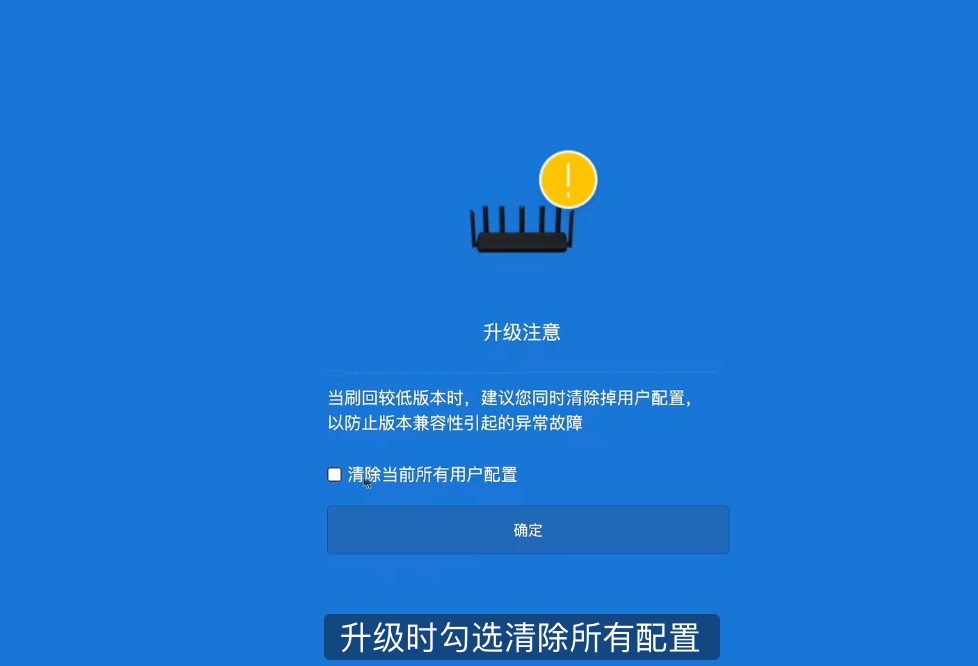 升级注意
当刷回较低版本时，建议您同时清除掉用户配置，
以防止版本兼容性引起的异常故障
清除当前所有用户配置
确定
升级时勾选清除所有配置